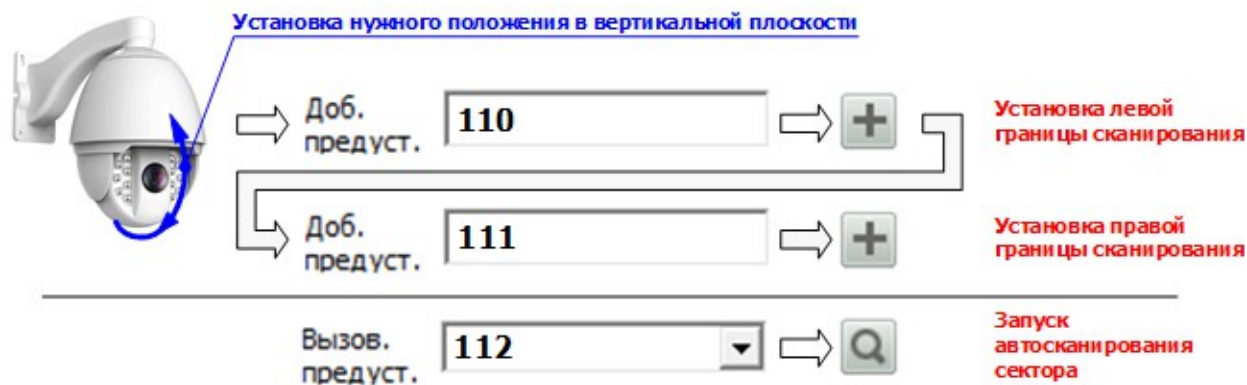 Установка нужного положения в вертикальной плоскости
Доб.
предуст.
110
Установка левой
границы сканирования
Доб.
предуст.
111
Установка правой
границы сканирования
Вызов.
предуст.
112
Запуск
автосканирования
сектора